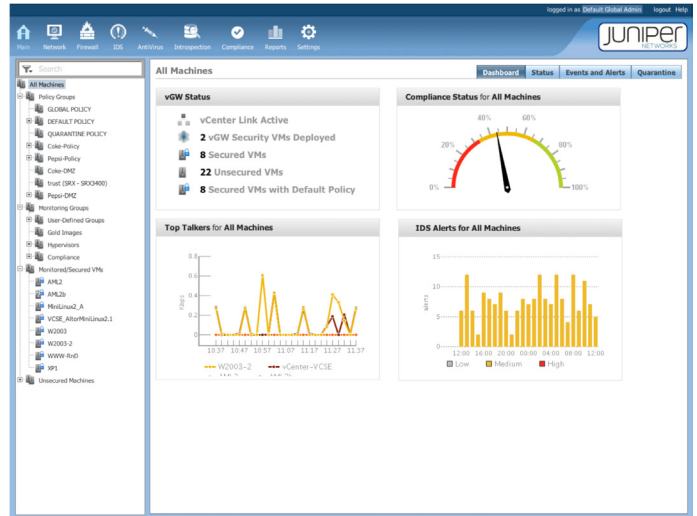 logged in as Default Global Admin logout Help
Main Network Firewall IDS AntiVirus Introspection Compliance Reports Settings
JUNIPER
NETWORKS
Search
All Machines
Policy Groups
GLOBAL POLICY
DEFAULT POLICY
QUARANTINE POLICY
Coke-Policy
Pepsi-Policy
Coke-DMZ
trust (SRX - SRX3400)
Pepsi-DMZ
Monitoring Groups
User-Defined Groups
Gold Images
Hypervisors
Compliance
Monitored/Secured VMs
AML2
AML2b
MiniLinux2_A
VCSE_AltorMiniLinux2.1
W2003
W2003-2
WWW-RnD
XP1
Unsecured Machines
All Machines
Dashboard Status Events and Alerts Quarantine
vGW Status
vCenter Link Active
2 vGW Security VMs Deployed
8 Secured VMs
22 Unsecured VMs
8 Secured VMs with Default Policy
Compliance Status for All Machines
40% 60%
20% 80%
0% 100%
Top Talkers for All Machines
0.8
0.6
0.4
0.2
0
10.37 10.47 10.57 11.07 11.17 11.27 11.37
W2003-2 vCenter-VCSE
IDS Alerts for All Machines
15
10
5
0
alerts
12:00 16:00 20:00 00:00 04:00 08:00 12:00
Low Medium High